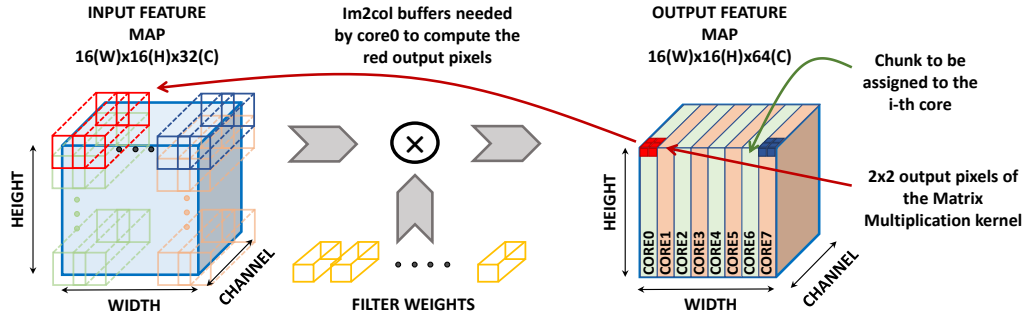 INPUT FEATURE
MAP
16(W)x16(H)x32(C)
Im2col buffers needed
by core0 to compute the
red output pixels
OUTPUT FEATURE
MAP
16(W)x16(H)x64(C)
Chunk to be
assigned to the
i-th core
HEIGHT
WIDTH
CHANNEL
FILTER WEIGHTS
HEIGHT
CORE0
CORE1
CORE2
CORE3
CORE4
CORE5
CORE6
CORE7
WIDTH
CHANNEL
2x2 output pixels of
the Matrix
Multiplication kernel